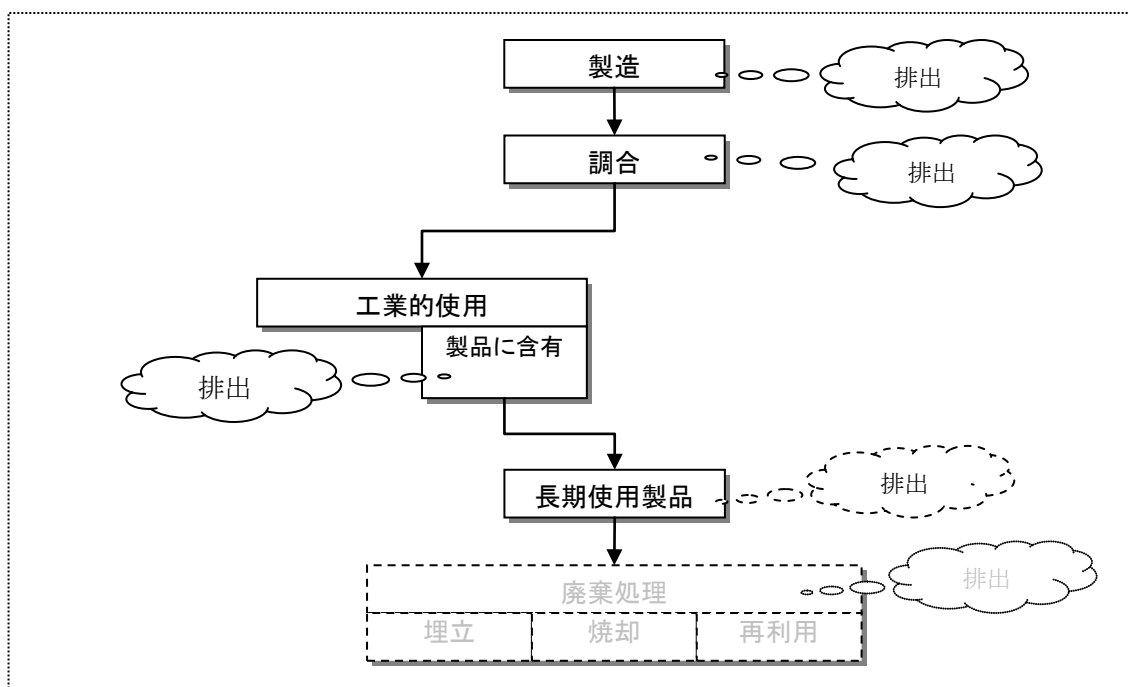 製造
排出
調合
排出
工業的使用
製品に含有
排出
長期使用製品
排出
廃棄処理
排出
埋立
焼却
再利用